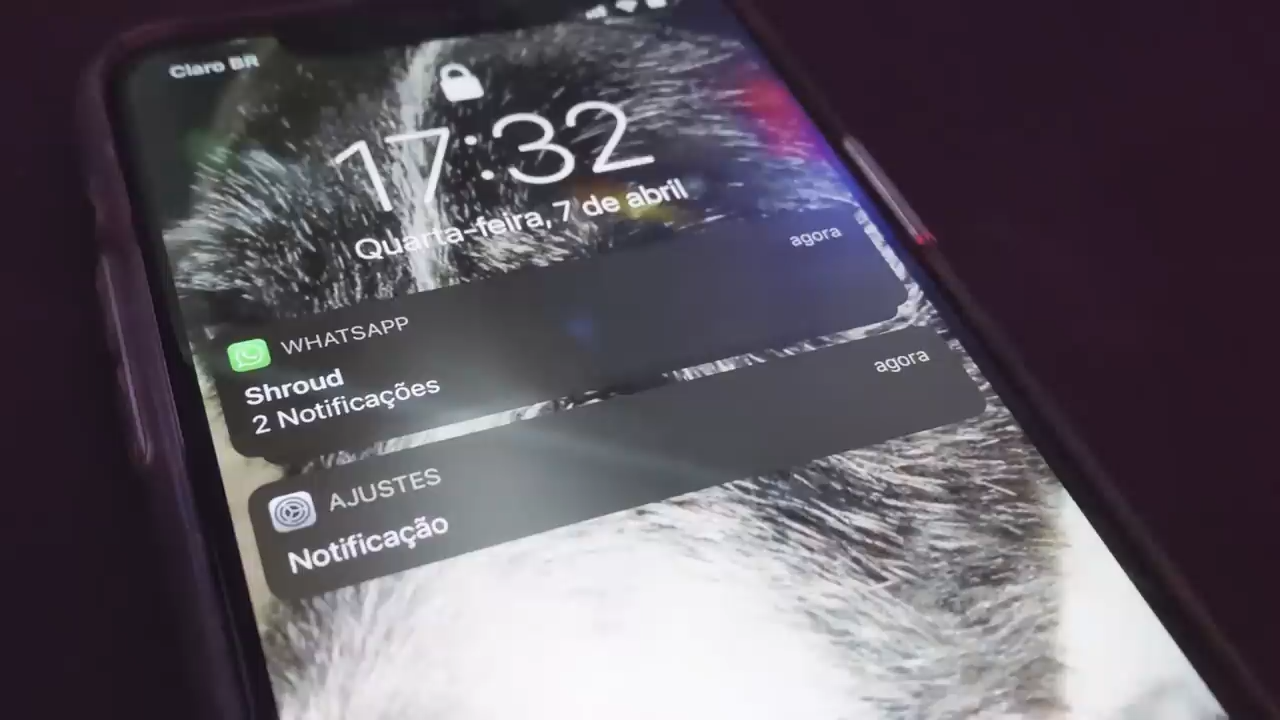 Claro BR
17:32
Quarta-feira, 7 de abril
agora
WHATSAPP
Shroud
2 Notificações
agora
AJUSTES
Notificação